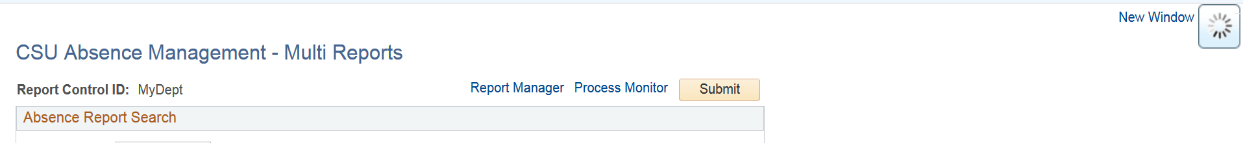 New Window
CSU Absence Management - Multi Reports
Report Control ID: MyDept Report Manager Process Monitor Submit
Absence Report Search